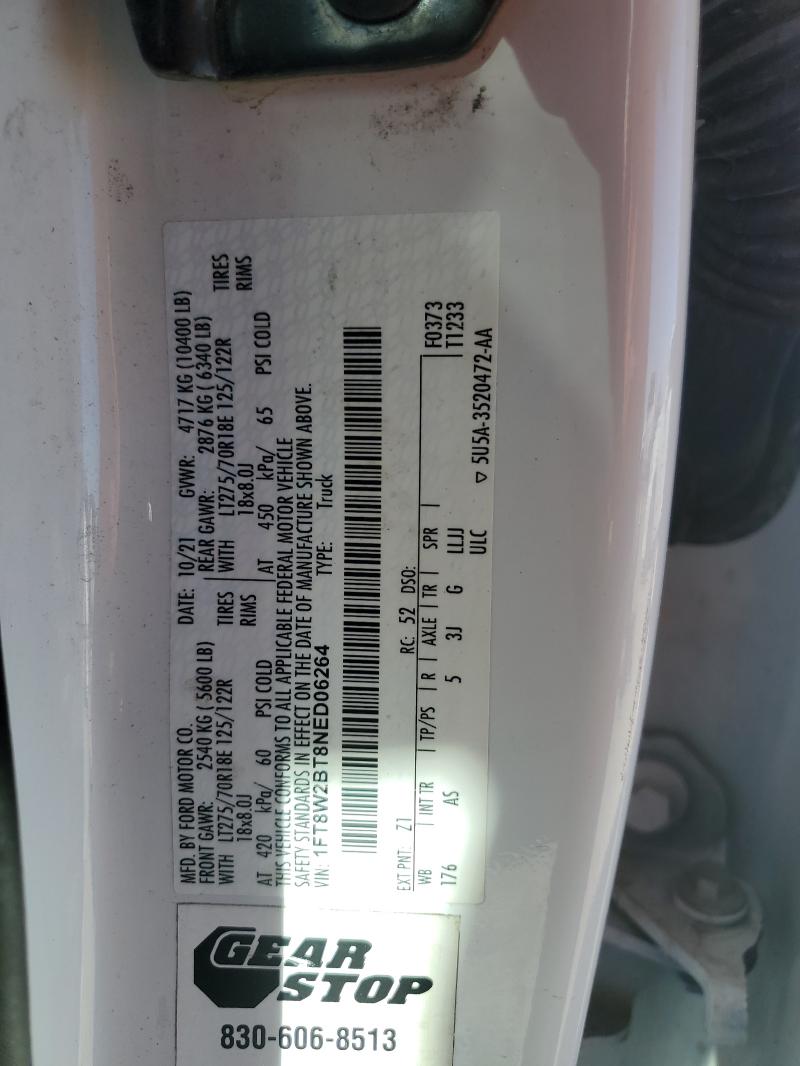 MFD. BY FORD MOTOR CO.
DATE: 10/21 GVWR: 4717 KG (10400 LB)
FRONT GAWR: 2540 KG ( 5600 LB) REAR GAWR: 2876 KG ( 6340 LB)
WITH LT275/70R18E 125/122R TIRES WITH LT275/70R18E 125/122R TIRES
18x8.0J RIMS 18x8.0J RIMS
AT 420 kPa/ 60 PSI COLD AT 450 kPa/ 65 PSI COLD
THIS VEHICLE CONFORMS TO ALL APPLICABLE FEDERAL MOTOR VEHICLE
SAFETY STANDARDS IN EFFECT ON THE DATE OF MANUFACTURE SHOWN ABOVE.
VIN: 1FT8W2BT8NED06264 TYPE: Truck
EXT PNT: Z1 RC: 52 DSO: F0373
WB INT TR TP/PS R AXLE TR SPR T1233
176 AS 5 3J G LLJJ
ULC ▽ 5U5A-3520472-AA
GEAR
STOP
830-606-8513